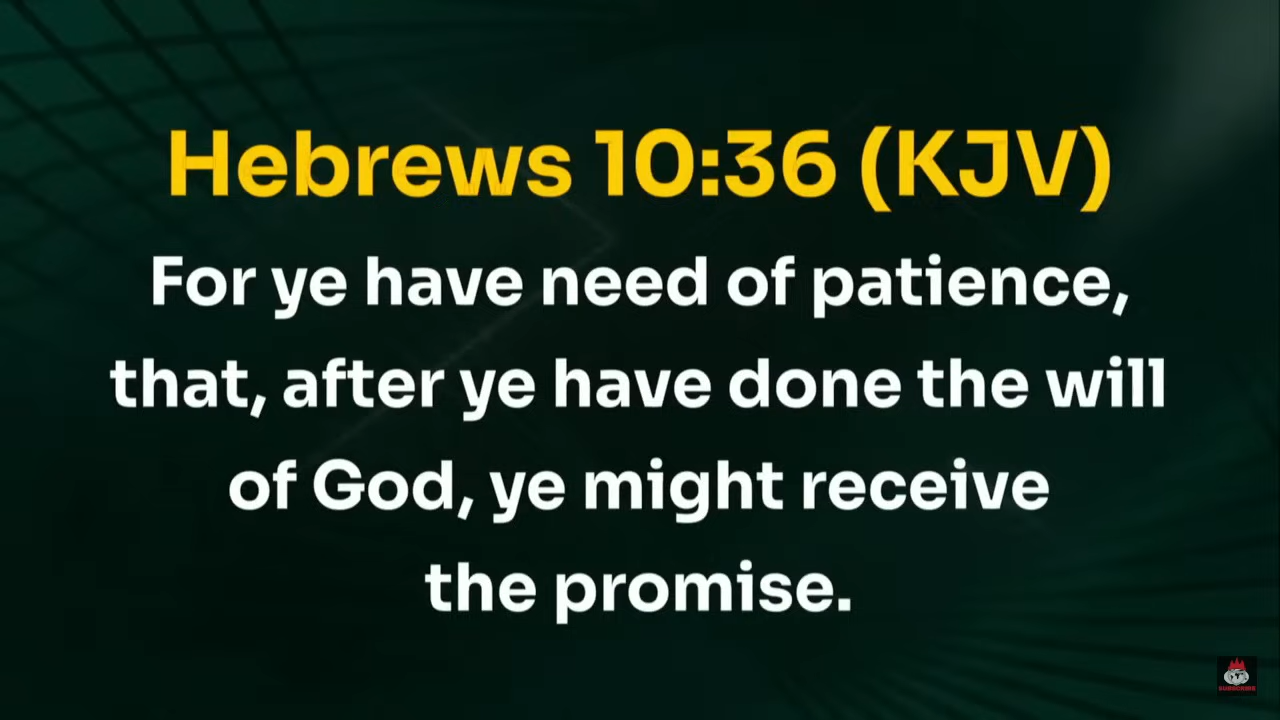 Hebrews 10:36 (KJV)
For ye have need of patience,
that, after ye have done the will
of God, ye might receive
the promise.
SUBSCRIBE